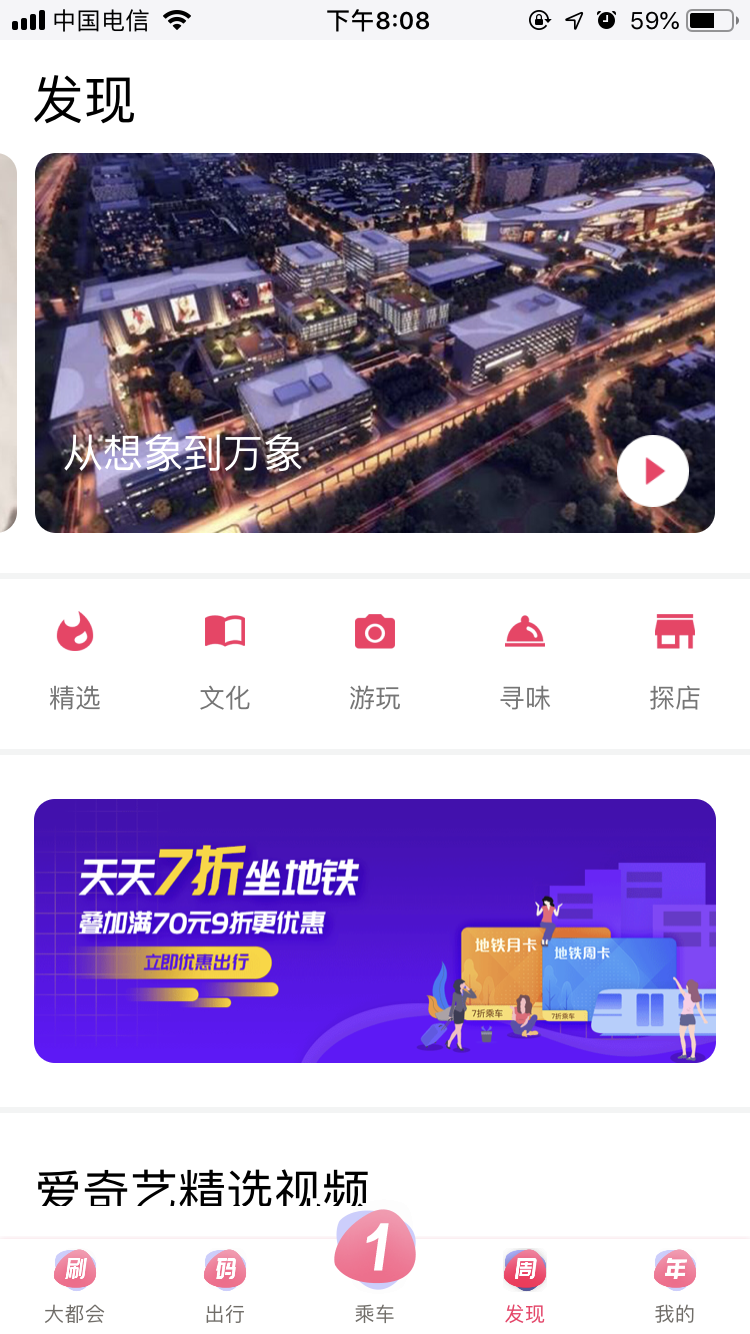 中国电信
下午8:08
59%
发现
从想象到万象
精选
文化
游玩
寻味
探店
天天7折坐地铁
叠加满70元9折更优惠
立即优惠出行
地铁月卡
地铁周卡
7折乘车
7折乘车
爱奇艺精选视频
刷
码
1
周
年
大都会
出行
乘车
发现
我的